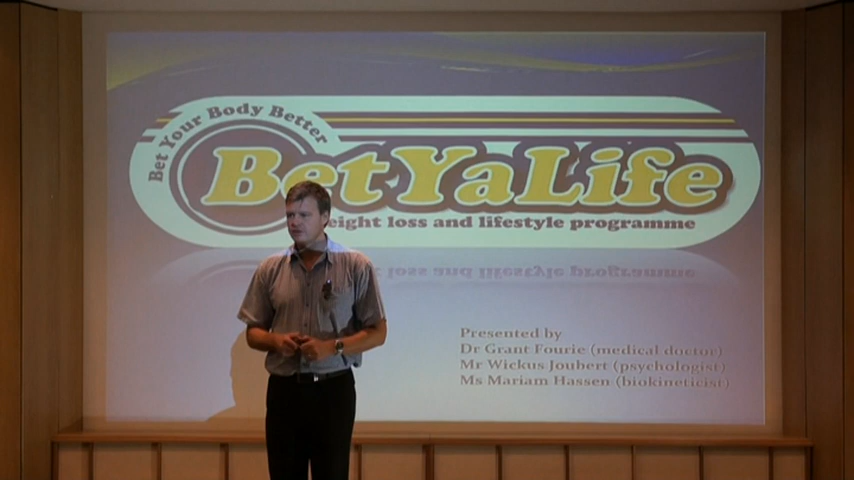 Bet Your Body Better
BetYaLife
eight loss and lifestyle programme
Presented by
Dr Grant Fourie (medical doctor)
Mr Wickus Joubert (psychologist)
Ms Mariam Hassen (biokineticist)